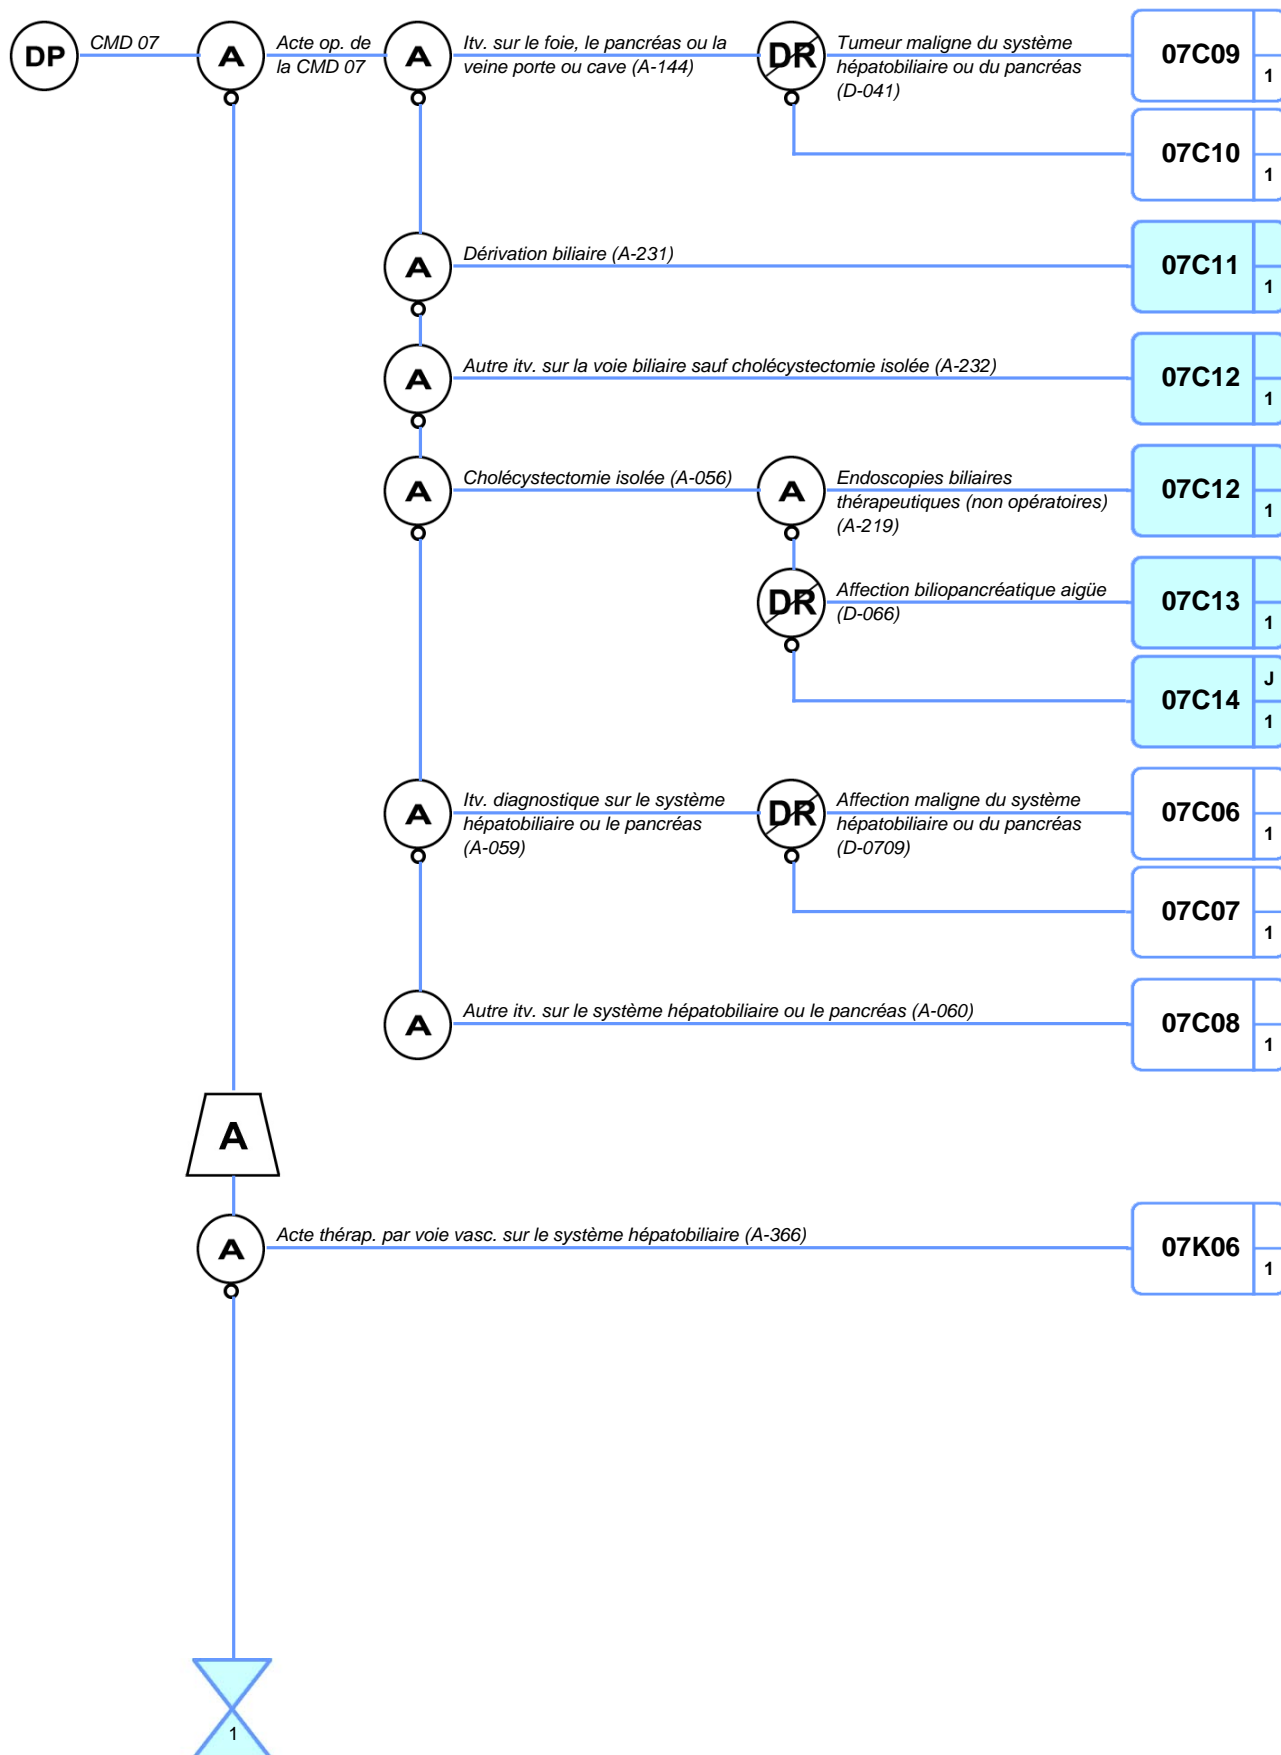 DP
CMD 07
A
Acte op. de
la CMD 07
A
Itv. sur le foie, le pancréas ou la
veine porte ou cave (A-144)
DR
Tumeur maligne du système
hépatobiliaire ou du pancréas
(D-041)
07C09
1
07C10
1
A
Dérivation biliaire (A-231)
07C11
1
A
Autre itv. sur la voie biliaire sauf cholécystectomie isolée (A-232)
07C12
1
A
Cholécystectomie isolée (A-056)
A
Endoscopies biliaires
thérapeutiques (non opératoires)
(A-219)
07C12
1
DR
Affection biliopancréatique aigüe
(D-066)
07C13
1
07C14
J
1
A
Itv. diagnostique sur le système
hépatobiliaire ou le pancréas
(A-059)
DR
Affection maligne du système
hépatobiliaire ou du pancréas
(D-0709)
07C06
1
07C07
1
A
Autre itv. sur le système hépatobiliaire ou le pancréas (A-060)
07C08
1
A
A
Acte thérap. par voie vasc. sur le système hépatobiliaire (A-366)
07K06
1
1